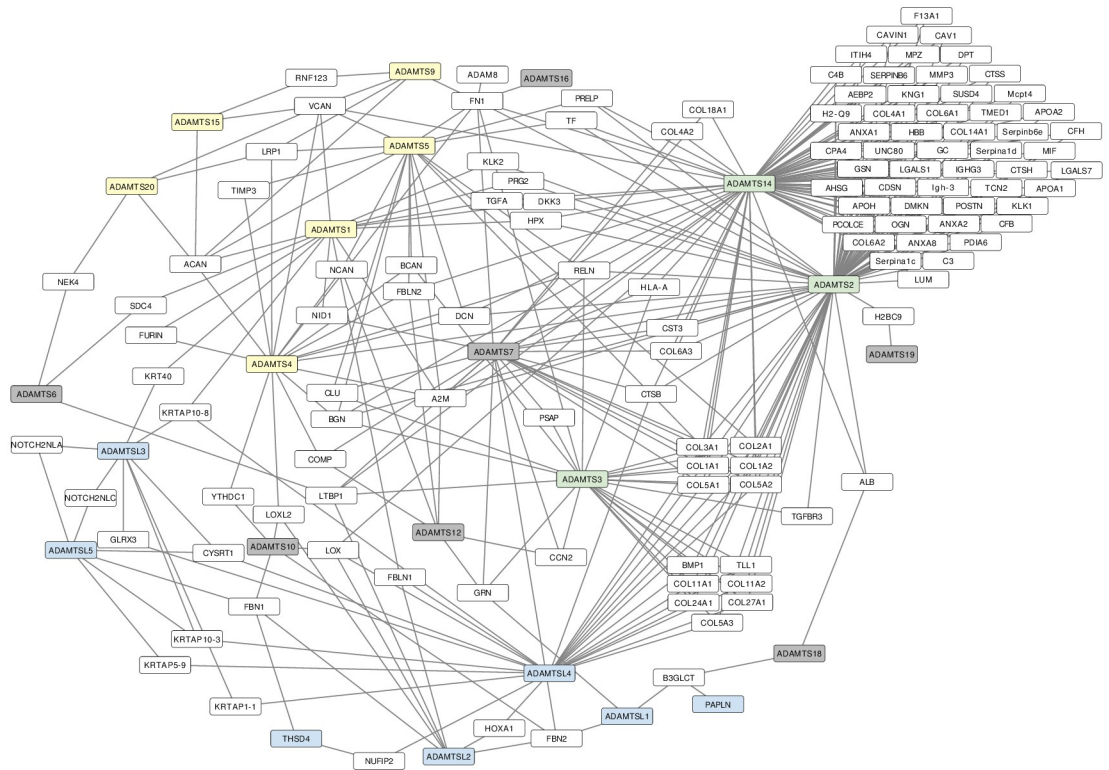 F13A1
CAVIN1 CAV1
ITIH4 MPZ DPT
ADAMTS9 ADAM8 ADAMTS16 C4B SERPINB6 MMP3 CTSS
RNF123
FN1 PRELP AEBP2 KNG1 SUSD4 Mcpt4
VCAN COL18A1 H2-Q9 COL4A1 COL6A1 TMED1 APOA2
ADAMTS15 TF COL4A2 ANXA1 HBB COL14A1 Serpinb6e CFH
LRP1 ADAMTS5 CPA4 UNC80 GC Serpina1d MIF
KLK2 GSN LGALS1 IGHG3 CTSH LGALS7
ADAMTS20 TIMP3 PRG2 ADAMTS14 AHSG CDSN Igh-3 TCN2 APOA1
TGFA DKK3 APOH DMKN POSTN KLK1
ADAMTS1 HPX PCOLCE OGN ANXA2 CFB
COL6A2 ANXA8 PDIA6
ACAN NCAN BCAN RELN Serpina1c C3
NEK4 FBLN2 HLA-A ADAMTS2 LUM
SDC4 NID1 DCN H2BC9
FURIN CST3
ADAMTS4 ADAMTS7 COL6A3 ADAMTS19
KRT40
ADAMTS6 CLU A2M CTSB
KRTAP10-8 BGN PSAP
NOTCH2NLA ADAMTSL3 COL3A1 COL2A1
COMP COL1A1 COL1A2
ADAMTS3 COL5A1 COL5A2 ALB
NOTCH2NLC YTHDC1 LTBP1
LOXL2 TGFBR3
GLRX3 ADAMTS12
ADAMTSL5 CYSRT1 ADAMTS10 LOX CCN2
BMP1 TLL1
FBLN1 GRN COL11A1 COL11A2
FBN1 COL24A1 COL27A1
COL5A3
KRTAP10-3
ADAMTS18
KRTAP5-9 ADAMTSL4 B3GLCT
KRTAP1-1 PAPLN
ADAMTSL1
HOXA1
THSD4 FBN2
NUFIP2 ADAMTSL2